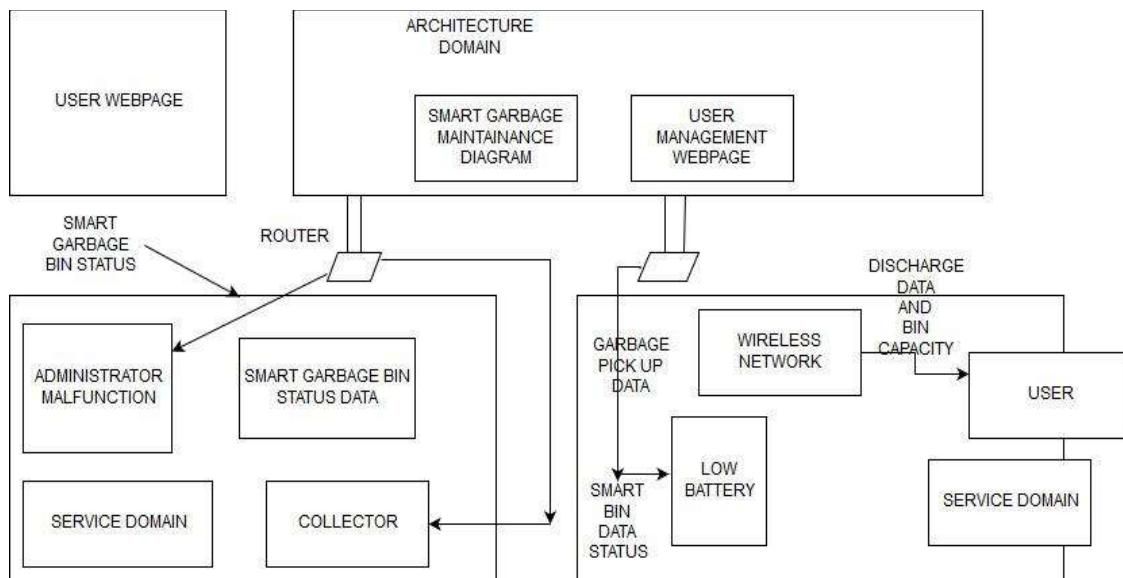 ARCHITECTURE
DOMAIN
USER WEBPAGE
SMART GARBAGE
MAINTAINANCE
DIAGRAM
USER
MANAGEMENT
WEBPAGE
SMART
GARBAGE
BIN STATUS
ROUTER
DISCHARGE
DATA
AND
BIN
CAPACITY
ADMINISTRATOR
MALFUNCTION
SMART GARBAGE BIN
STATUS DATA
GARBAGE
PICK UP
DATA
WIRELESS
NETWORK
USER
SERVICE DOMAIN
COLLECTOR
SMART
BIN
DATA
STATUS
LOW
BATTERY
SERVICE DOMAIN